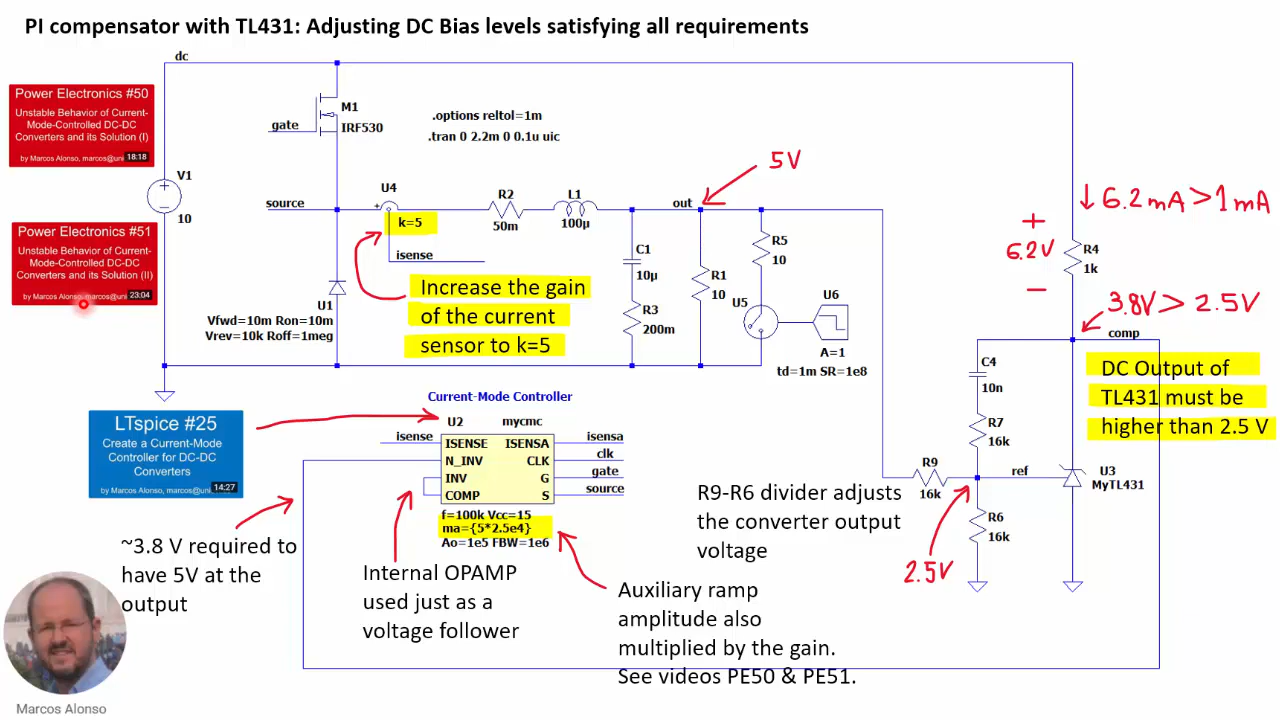 PI compensator with TL431: Adjusting DC Bias levels satisfying all requirements
dc
Power Electronics #50
Unstable Behavior of Current-
Mode-Controlled DC-DC
Converters and its Solution (I)
by Marcos Alonso, marcos@uni
18:18
M1
gate
IRF530
.options reltol=1m
.tran 0 2.2m 0 0.1u uic
V1
10
Power Electronics #51
Unstable Behavior of Current-
Mode-Controlled DC-DC
Converters and its Solution (II)
by Marcos Alonso, marcos@uni
23:04
source
U4
+
k=5
isense
R2
50m
L1
100µ
out
5V
C1
10µ
R3
200m
R1
10
R5
10
U5
U6
A=1
td=1m SR=1e8
U1
Vfwd=10m Ron=10m
Vrev=10k Roff=1meg
Increase the gain
of the current
sensor to k=5
6.2mA > 1mA
+
6.2V
−
R4
1k
3.8V > 2.5V
comp
DC Output of
TL431 must be
higher than 2.5 V
C4
10n
R7
16k
R9
16k
ref
U3
MyTL431
R6
16k
2.5V
LTspice #25
Create a Current-Mode
Controller for DC-DC
Converters
by Marcos Alonso, marcos@uni
14:27
Current-Mode Controller
U2
mycmc
isense
ISENSE
ISENSA
isensa
N_INV
CLK
clk
INV
G
gate
COMP
S
source
f=100k Vcc=15
ma={5*2.5e4}
Ao=1e5 FBW=1e6
R9-R6 divider adjusts
the converter output
voltage
~3.8 V required to
have 5V at the
output
Internal OPAMP
used just as a
voltage follower
Auxiliary ramp
amplitude also
multiplied by the gain.
See videos PE50 & PE51.
Marcos Alonso